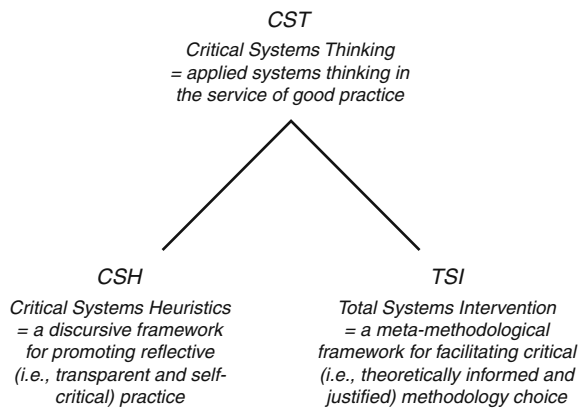 CST
Critical Systems Thinking
= applied systems thinking in
the service of good practice
CSH
Critical Systems Heuristics
= a discursive framework
for promoting reflective
(i.e., transparent and self-
critical) practice
TSI
Total Systems Intervention
= a meta-methodological
framework for facilitating critical
(i.e., theoretically informed and
justified) methodology choice